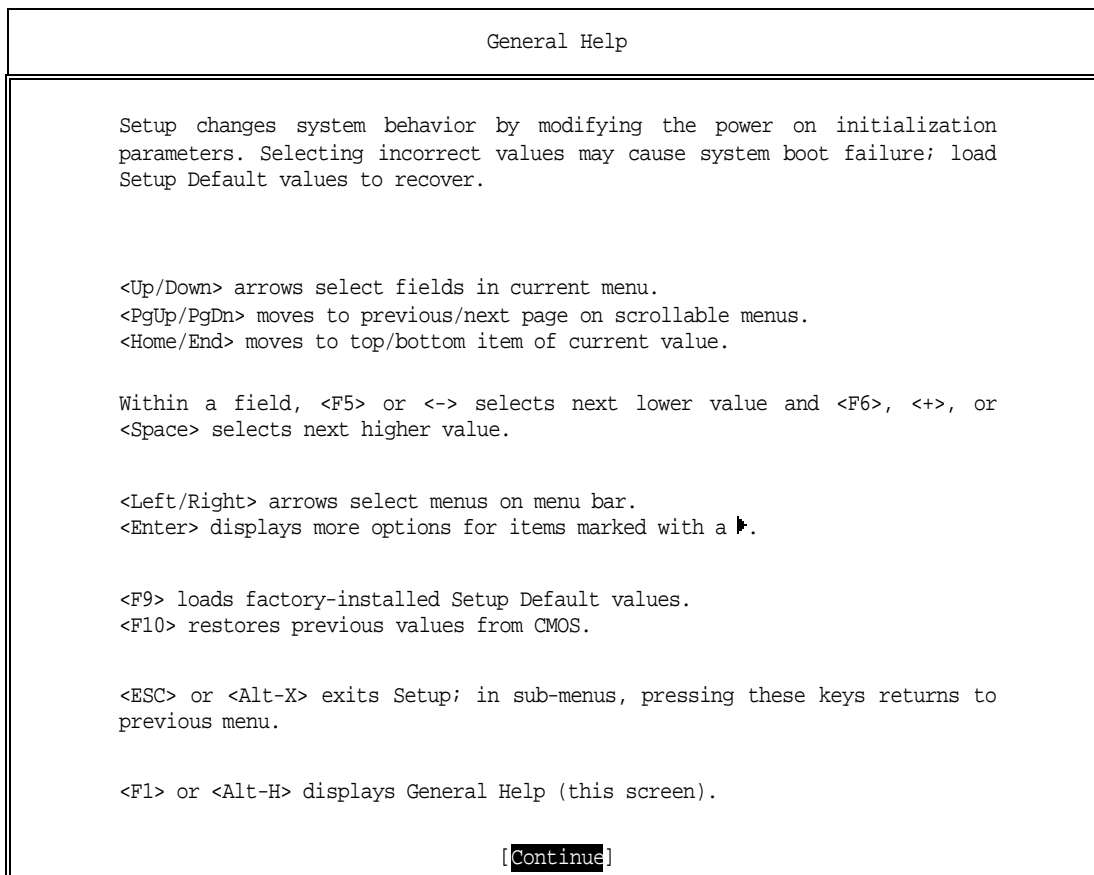 General Help
Setup changes system behavior by modifying the power on initialization
parameters. Selecting incorrect values may cause system boot failure; load
Setup Default values to recover.
<Up/Down> arrows select fields in current menu.
<PgUp/PgDn> moves to previous/next page on scrollable menus.
<Home/End> moves to top/bottom item of current value.
Within a field, <F5> or <-> selects next lower value and <F6>, <+>, or
<Space> selects next higher value.
<Left/Right> arrows select menus on menu bar.
<Enter> displays more options for items marked with a ▶.
<F9> loads factory-installed Setup Default values.
<F10> restores previous values from CMOS.
<ESC> or <Alt-X> exits Setup; in sub-menus, pressing these keys returns to
previous menu.
<F1> or <Alt-H> displays General Help (this screen).
[Continue]